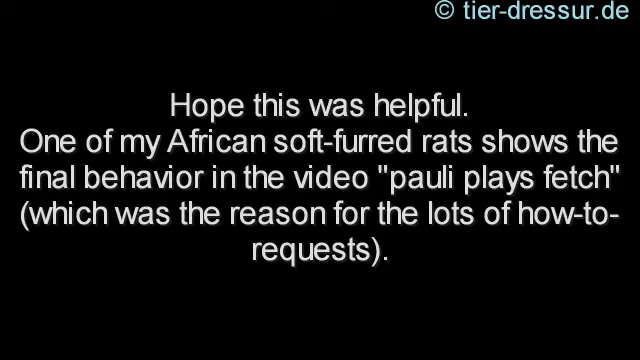 © tier-dressur.de
Hope this was helpful.
One of my African soft-furred rats shows the
final behavior in the video "pauli plays fetch"
(which was the reason for the lots of how-to-
requests).